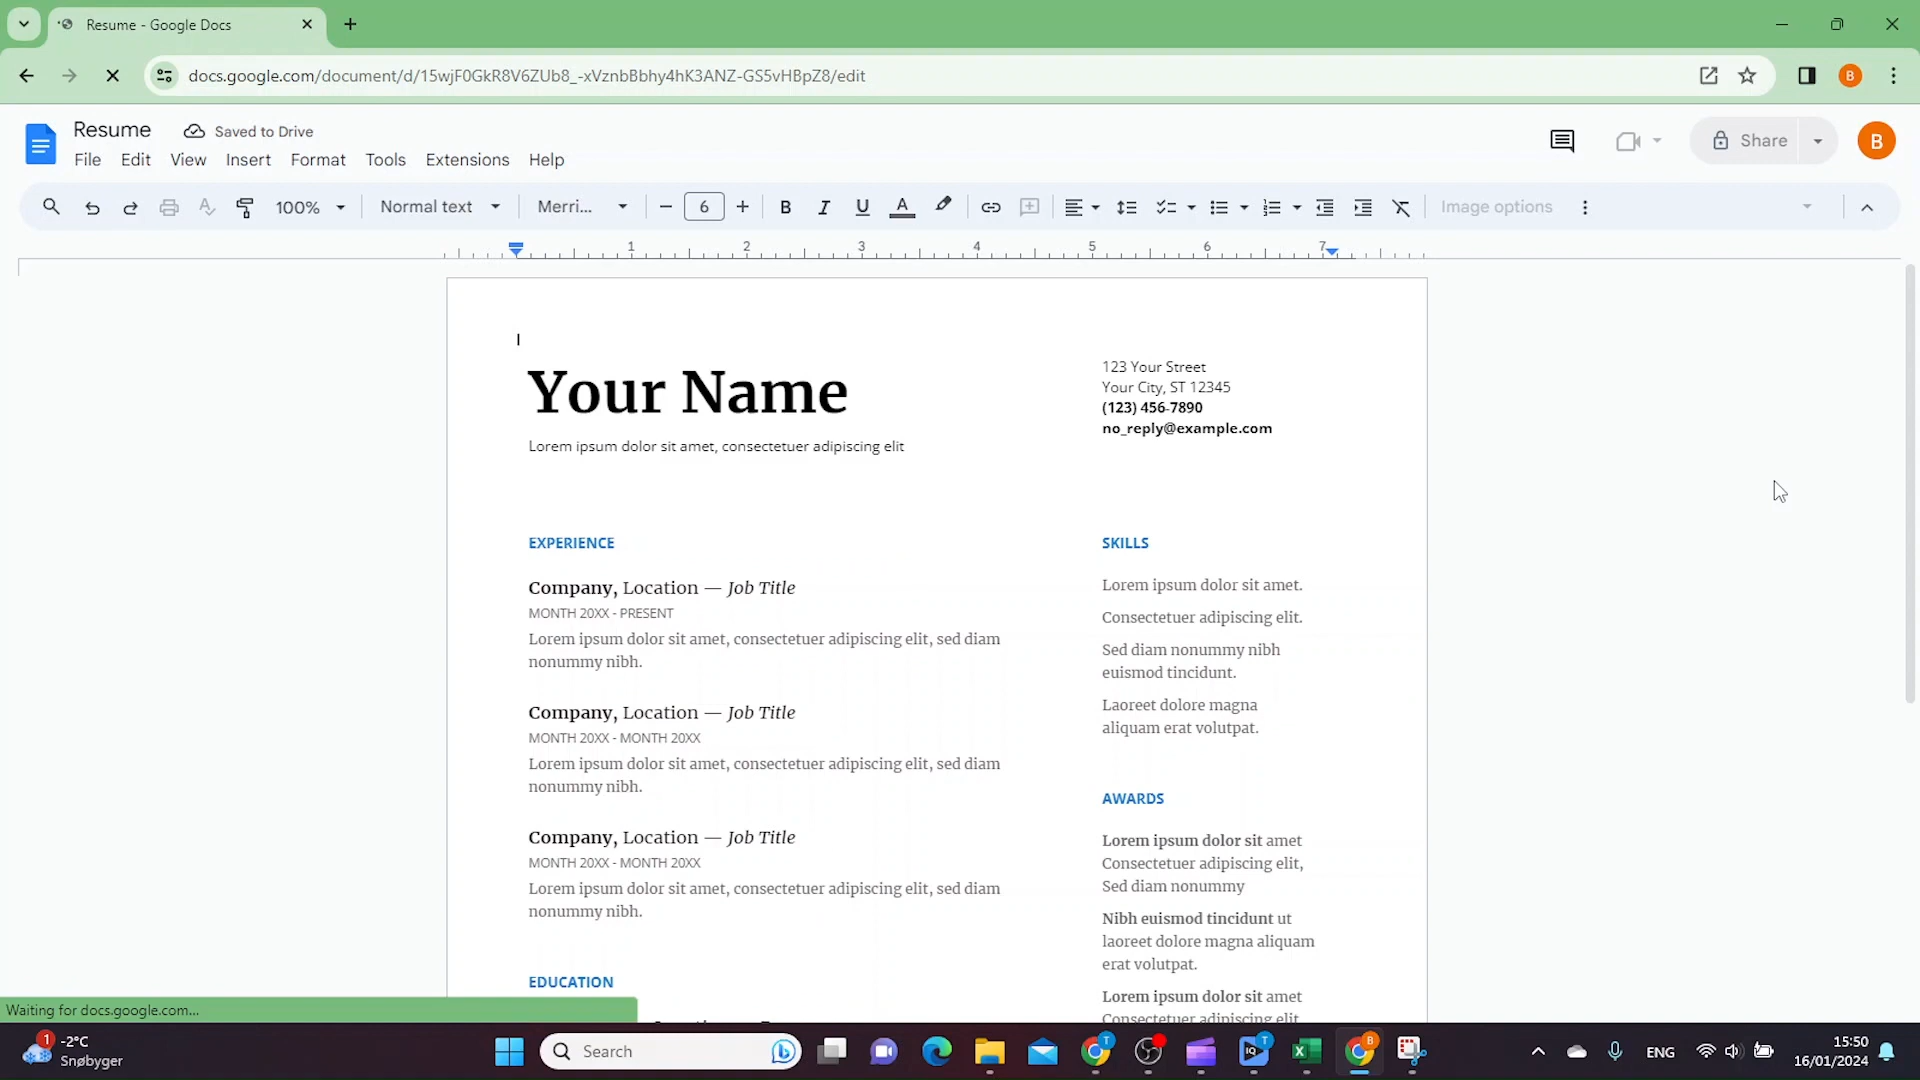 Resume - Google Docs
docs.google.com/document/d/15wjF0GkR8V6ZUb8_-xVznbBbhy4hK3ANZ-GS5vHBpZ8/edit
B
Resume
Saved to Drive
File Edit View Insert Format Tools Extensions Help
Share
B
100% Normal text Merri... 6 B I U A Image options
1 2 3 4 5 6 7
Your Name
Lorem ipsum dolor sit amet, consectetuer adipiscing elit
123 Your Street
Your City, ST 12345
(123) 456-7890
no_reply@example.com
EXPERIENCE
Company, Location — Job Title
MONTH 20XX - PRESENT
Lorem ipsum dolor sit amet, consectetuer adipiscing elit, sed diam
nonummy nibh.
Company, Location — Job Title
MONTH 20XX - MONTH 20XX
Lorem ipsum dolor sit amet, consectetuer adipiscing elit, sed diam
nonummy nibh.
Company, Location — Job Title
MONTH 20XX - MONTH 20XX
Lorem ipsum dolor sit amet, consectetuer adipiscing elit, sed diam
nonummy nibh.
EDUCATION
SKILLS
Lorem ipsum dolor sit amet.
Consectetuer adipiscing elit.
Sed diam nonummy nibh
euismod tincidunt.
Laoreet dolore magna
aliquam erat volutpat.
AWARDS
Lorem ipsum dolor sit amet
Consectetuer adipiscing elit,
Sed diam nonummy
Nibh euismod tincidunt ut
laoreet dolore magna aliquam
erat volutpat.
Lorem ipsum dolor sit amet
Consectetuer adipiscing elit
Waiting for docs.google.com...
1
-2°C
Snøbyger
Search
T
IQ
T
B
ENG
15:50
16/01/2024